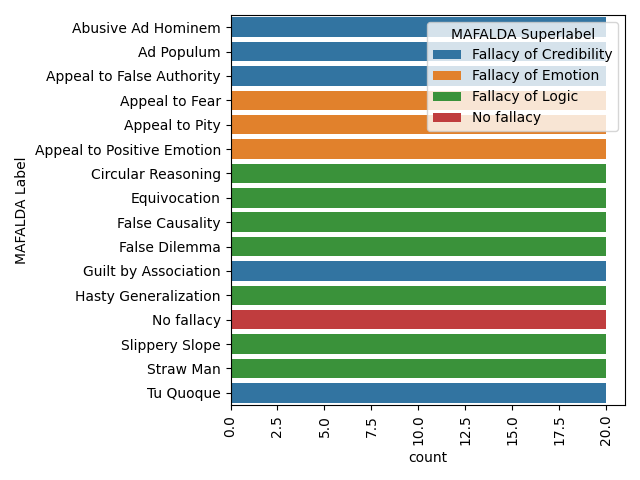 MAFALDA Superlabel
Fallacy of Credibility
Fallacy of Emotion
Fallacy of Logic
No fallacy
MAFALDA Label
Abusive Ad Hominem
Ad Populum
Appeal to False Authority
Appeal to Fear
Appeal to Pity
Appeal to Positive Emotion
Circular Reasoning
Equivocation
False Causality
False Dilemma
Guilt by Association
Hasty Generalization
No fallacy
Slippery Slope
Straw Man
Tu Quoque
0.0
2.5
5.0
7.5
10.0
12.5
15.0
17.5
20.0
count